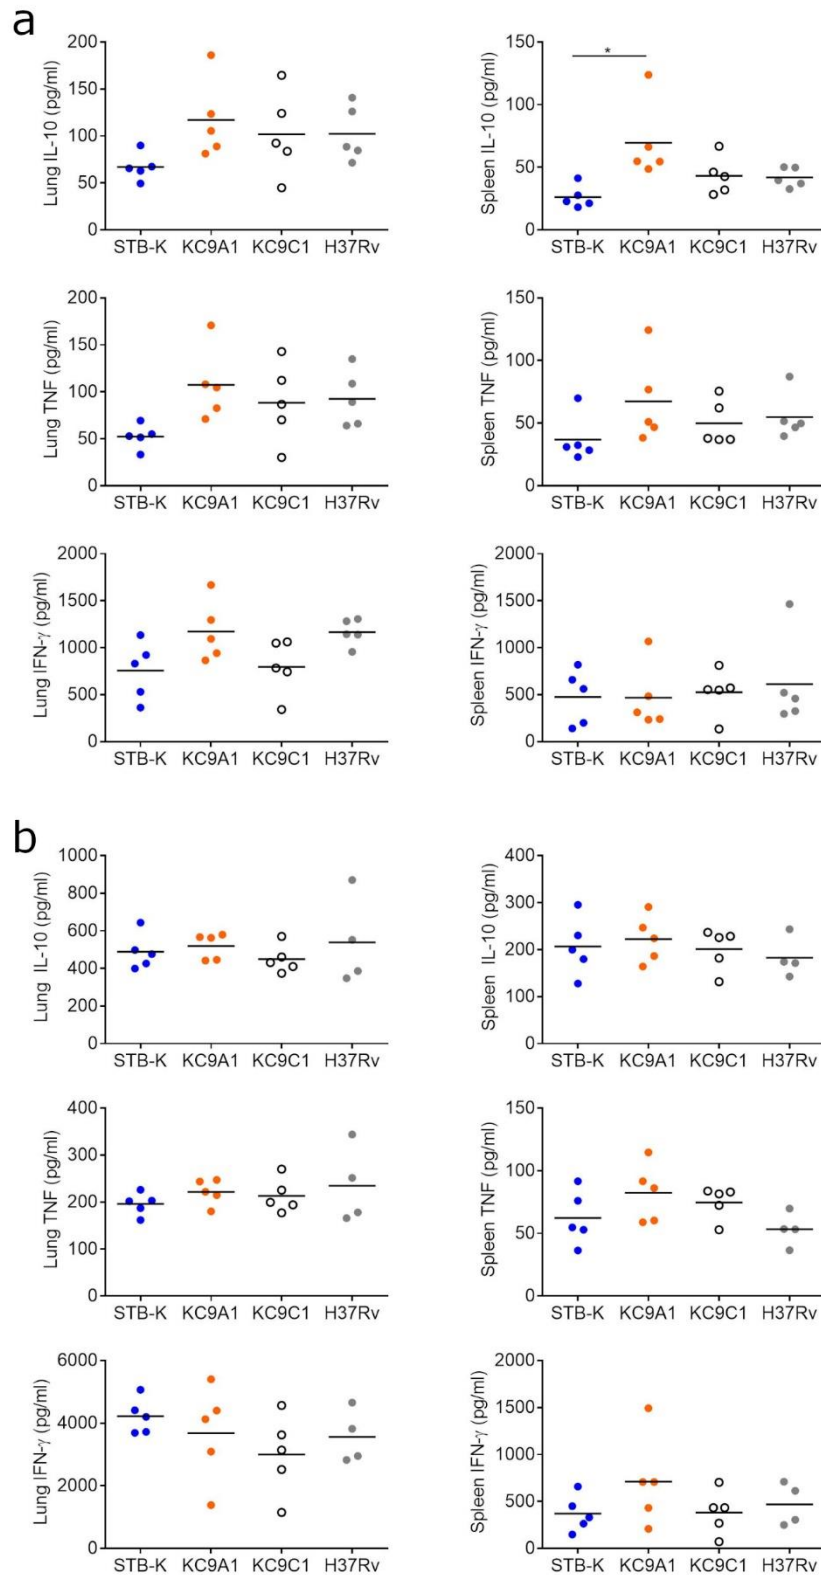 a
Lung IL-10 (pg/ml)
200
150
100
50
0
STB-K KC9A1 KC9C1 H37Rv
Spleen IL-10 (pg/ml)
150
100
50
0
*
STB-K KC9A1 KC9C1 H37Rv
Lung TNF (pg/ml)
200
150
100
50
0
STB-K KC9A1 KC9C1 H37Rv
Spleen TNF (pg/ml)
150
100
50
0
STB-K KC9A1 KC9C1 H37Rv
Lung IFN-γ (pg/ml)
2000
1500
1000
500
0
STB-K KC9A1 KC9C1 H37Rv
Spleen IFN-γ (pg/ml)
2000
1500
1000
500
0
STB-K KC9A1 KC9C1 H37Rv
b
Lung IL-10 (pg/ml)
1000
800
600
400
200
0
STB-K KC9A1 KC9C1 H37Rv
Spleen IL-10 (pg/ml)
400
300
200
100
0
STB-K KC9A1 KC9C1 H37Rv
Lung TNF (pg/ml)
400
300
200
100
0
STB-K KC9A1 KC9C1 H37Rv
Spleen TNF (pg/ml)
150
100
50
0
STB-K KC9A1 KC9C1 H37Rv
Lung IFN-γ (pg/ml)
6000
4000
2000
0
STB-K KC9A1 KC9C1 H37Rv
Spleen IFN-γ (pg/ml)
2000
1500
1000
500
0
STB-K KC9A1 KC9C1 H37Rv